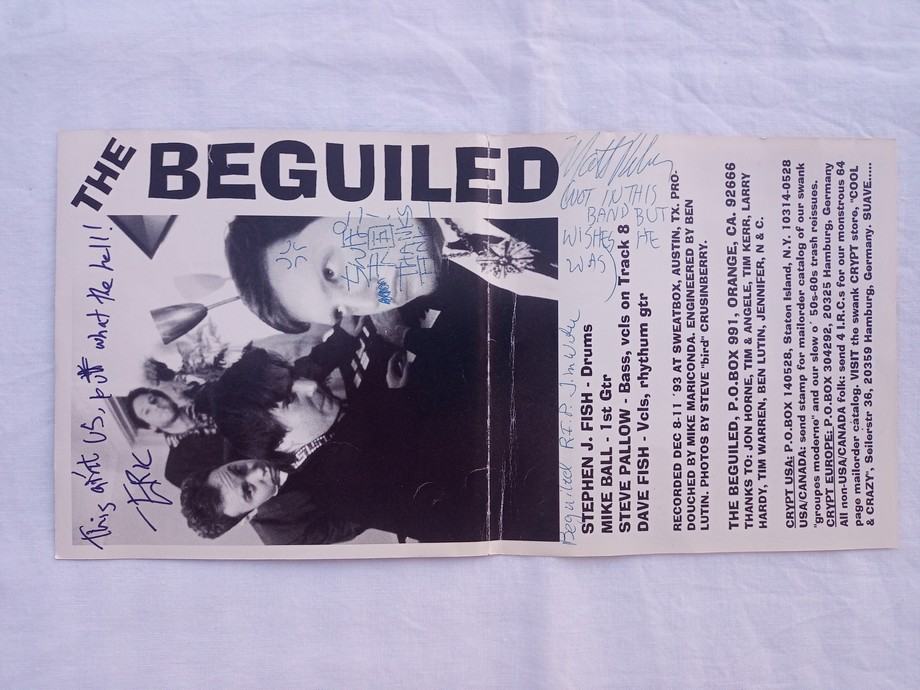 THE
BEGUILED
This aint US, but what the hell!
ERK
NOT IN THIS
BAND BUT
WISHES HE
WAS
THANKS
Beguiled R.I.P.
STEPHEN J. FISH - Drums
MIKE BALL - 1st Gtr
STEVE PALLOW - Bass, vcls on Track 8
DAVE FISH - Vcls, rhythum gtr
RECORDED DEC 8-11 '93 AT SWEATBOX, AUSTIN, TX. PRO-
DOUCHED BY MIKE MARICONDA. ENGINEERED BY BEN
LUTIN. PHOTOS BY STEVE "bird" CRUSINBERRY.
THE BEGUILED, P.O.BOX 991, ORANGE, CA. 92666
THANKS TO: JON HORNE, TIM & ANGELE, TIM KERR, LARRY
HARDY, TIM WARREN, BEN LUTIN, JENNIFER, N & C.
CRYPT USA: P.O.BOX 140528, Staten Island, N.Y. 10314-0528
USA/CANADA: send stamp for mailorder catalog of our swank
"groupes moderne" and our slow o' 50s-60s trash reissues.
CRYPT EUROPE: P.O.BOX 304292, 20325 Hamburg, Germany
All non-USA/CANADA folk: send 4 I.R.C.s for our monstrous 64
page mailorder catalog. VISIT the swank CRYPT store, "COOL
& CRAZY", Seilerstr 38, 20359 Hamburg, Germany. SUAVE.....